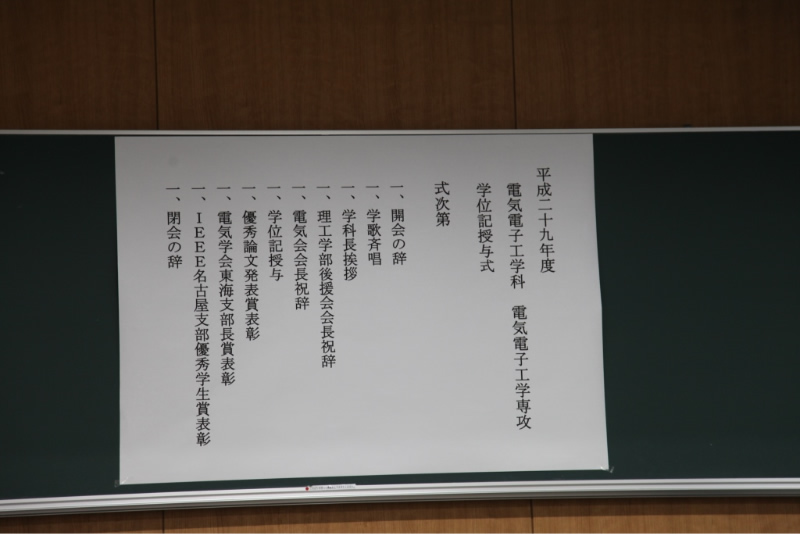 平成二十九年度
電気電子工学科　電気電子工学専攻
学位記授与式
式次第
一、開会の辞
一、学歌斉唱
一、学科長挨拶
一、理工学部後援会会長祝辞
一、電気会会長祝辞
一、学位記授与
一、優秀論文発表賞表彰
一、電気学会東海支部長賞表彰
一、ＩＥＥＥ名古屋支部優秀学生賞表彰
一、閉会の辞